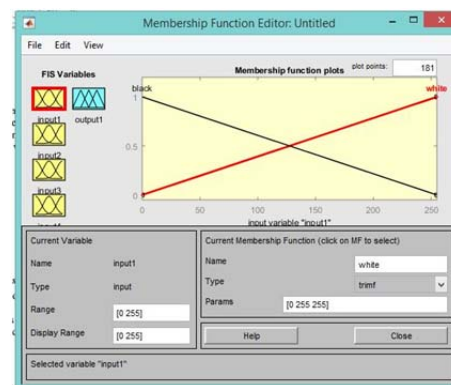 Membership Function Editor: Untitled
File Edit View
FIS Variables
Membership function plots
plot points: 181
input1 output1
input2
input3
black
white
1
0.5
0
0 50 100 150 200 250
input variable "input1"
Current Variable
Name input1
Type input
Range [0 255]
Display Range [0 255]
Current Membership Function (click on MF to select)
Name white
Type trimf
Params [0 255 255]
Help Close
Selected variable "input1"